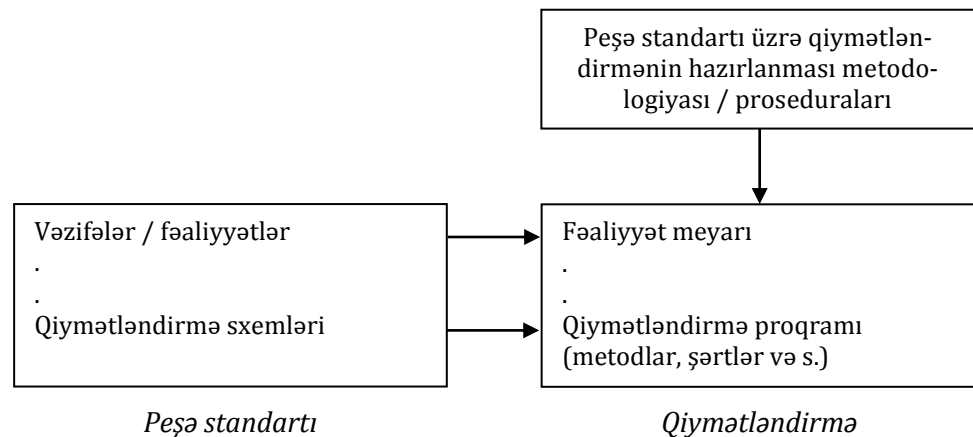 Peşə standartı üzrə qiymətlən-
dirmənin hazırlanması metodo-
logiyası / proseduraları
Vəzifələr / fəaliyyətlər
.
.
Qiymətləndirmə sxemləri
Fəaliyyət meyarı
.
.
Qiymətləndirmə proqramı
(metodlar, şərtlər və s.)
Peşə standartı
Qiymətləndirmə